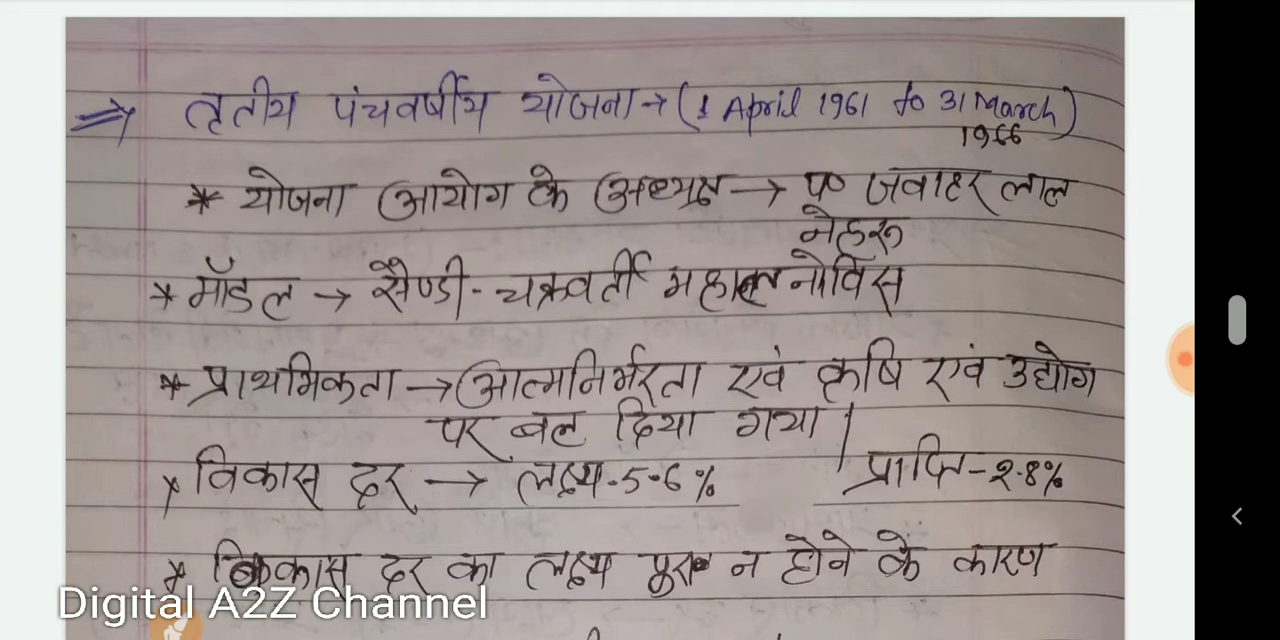 ⇒ तृतीय पंचवर्षीय योजना → (1 April 1961 to 31 March)
1966
* योजना आयोग के अध्यक्ष → प० जवाहर लाल
नेहरू
* मॉडल → सैण्डी - चक्रवर्ती महालनोविस
* प्राथमिकता → आत्मनिर्भरता एवं कृषि एवं उद्योग
पर बल दिया गया।
* विकास दर → लक्ष्य - 5.6% प्राप्ति - 2.8%
* विकास दर का लक्ष्य पूरा न होने के कारण
Digital A2Z Channel